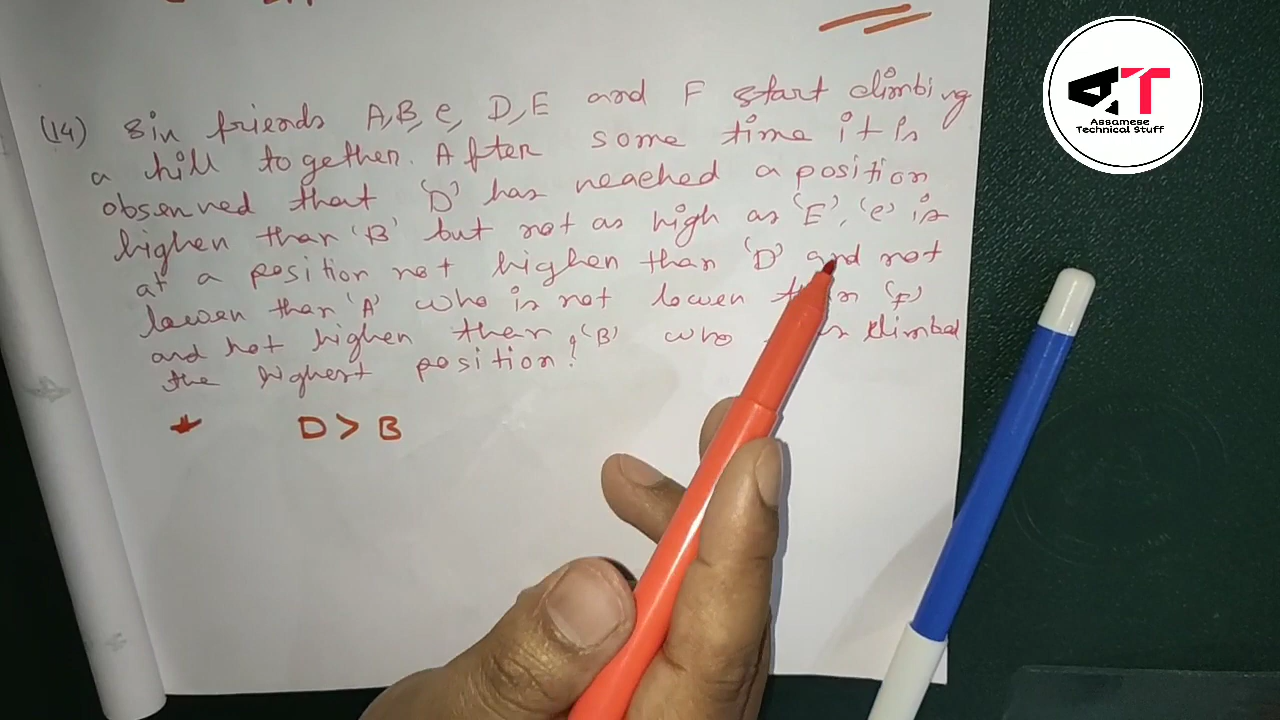 (14) Six friends A, B, C, D, E and F start climbing
a hill together. After some time it is
observed that 'D' has reached a position
higher than 'B' but not as high as 'E', 'C' is
at a position not higher than 'D' and not
lower than 'A' who is not lower than 'F'
and not higher than 'B' who climbed
the highest position?
* D > B
AT
Assamese
Technical Stuff